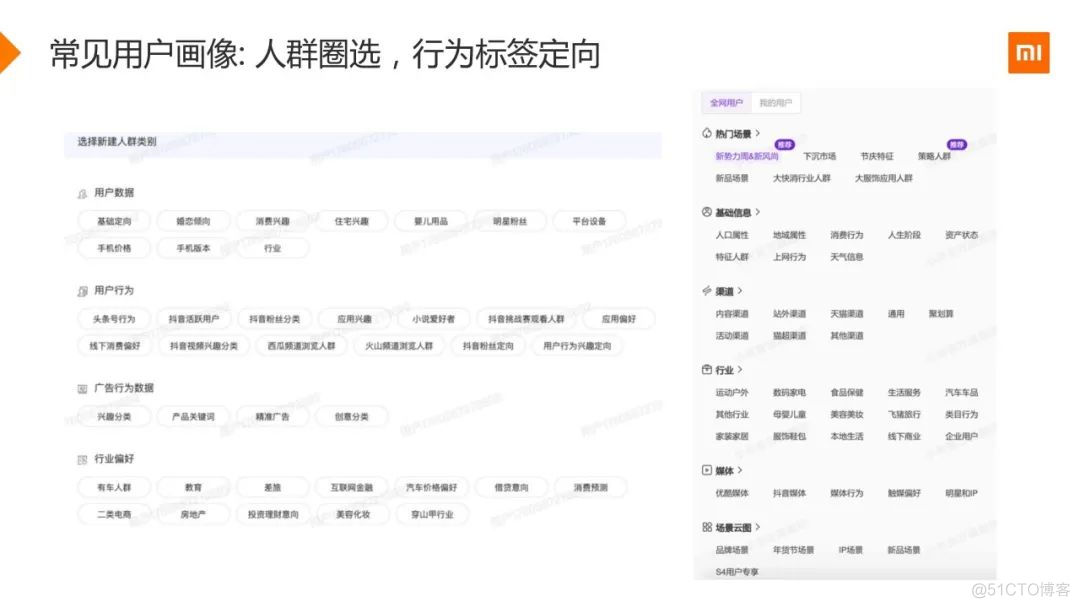 常见用户画像: 人群圈选，行为标签定向
mi
选择新建人群类别
用户数据
基础定向 婚恋倾向 消费兴趣 住宅兴趣 婴儿用品 明星粉丝 平台设备
手机价格 手机版本 行业
用户行为
头条号行为 抖音活跃用户 抖音粉丝分类 应用兴趣 小说爱好者 抖音挑战赛观看人群 应用偏好
线下消费偏好 抖音视频兴趣分类 西瓜频道浏览人群 火山频道浏览人群 抖音粉丝定向 用户行为兴趣定向
广告行为数据
兴趣分类 产品关键词 精准广告 创意分类
行业偏好
有车人群 教育 差旅 互联网金融 汽车价格偏好 借贷意向 消费预测
二类电商 房地产 投资理财意向 美容化妆 穿山甲行业
全网用户 我的用户
热门场景
推荐 推荐
新势力周&新风尚 下沉市场 节庆特征 策略人群
新品场景 大快消行业人群 大服饰应用人群
基础信息
人口属性 地域属性 消费行为 人生阶段 资产状态
特征人群 上网行为 天气信息
渠道
内容渠道 站外渠道 天猫渠道 通用 聚划算
活动渠道 猫超渠道 其他渠道
行业
运动户外 数码家电 食品保健 生活服务 汽车车品
其他行业 母婴儿童 美容美妆 飞猪旅行 类目行为
家装家居 服饰鞋包 本地生活 线下商业 企业用户
媒体
优酷媒体 抖音媒体 媒体行为 触媒偏好 明星和IP
场景云图
品牌场景 年货节场景 IP场景 新品场景
S4用户专享
@51CTO博客